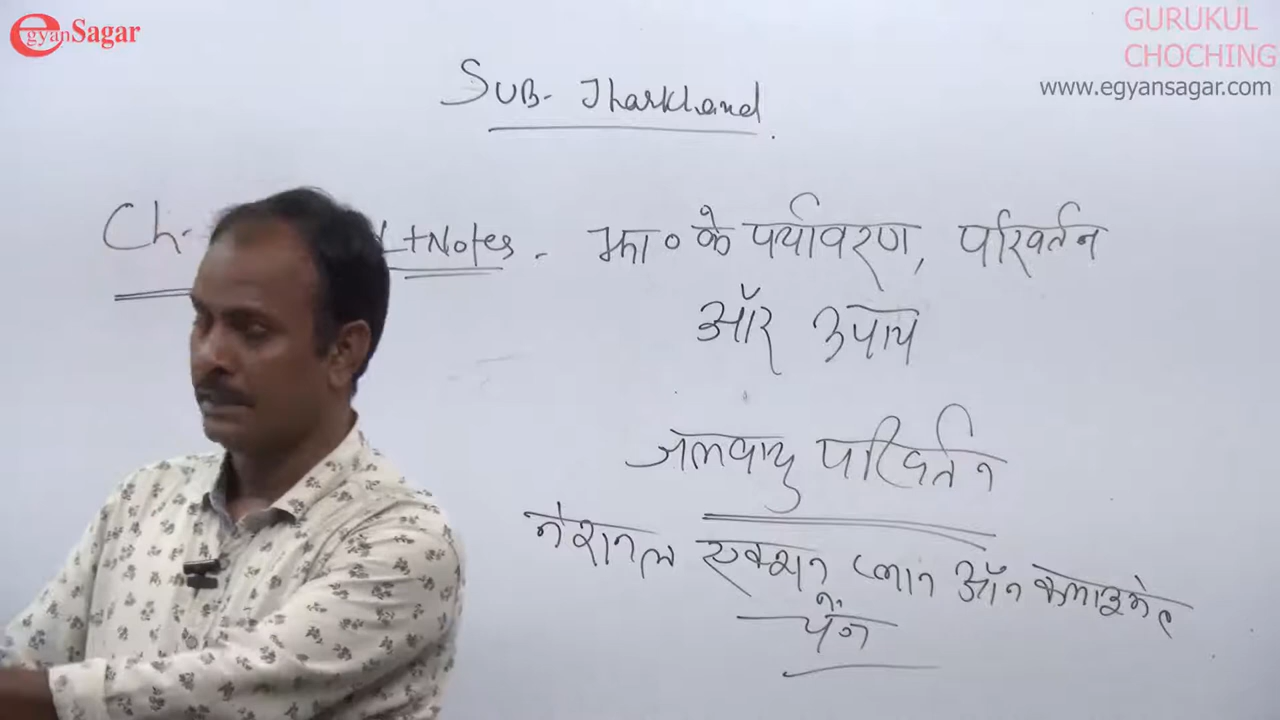 egyanSagar
GURUKUL
CHOCHING
www.egyansagar.com
SUB- Jharkhand
Ch- +Notes - झा० के पर्यावरण, परिवर्तन
और उपाय
जलवायु परिवर्तन
नेशनल एक्शन प्लान ऑन क्लाइमेट
चेंज